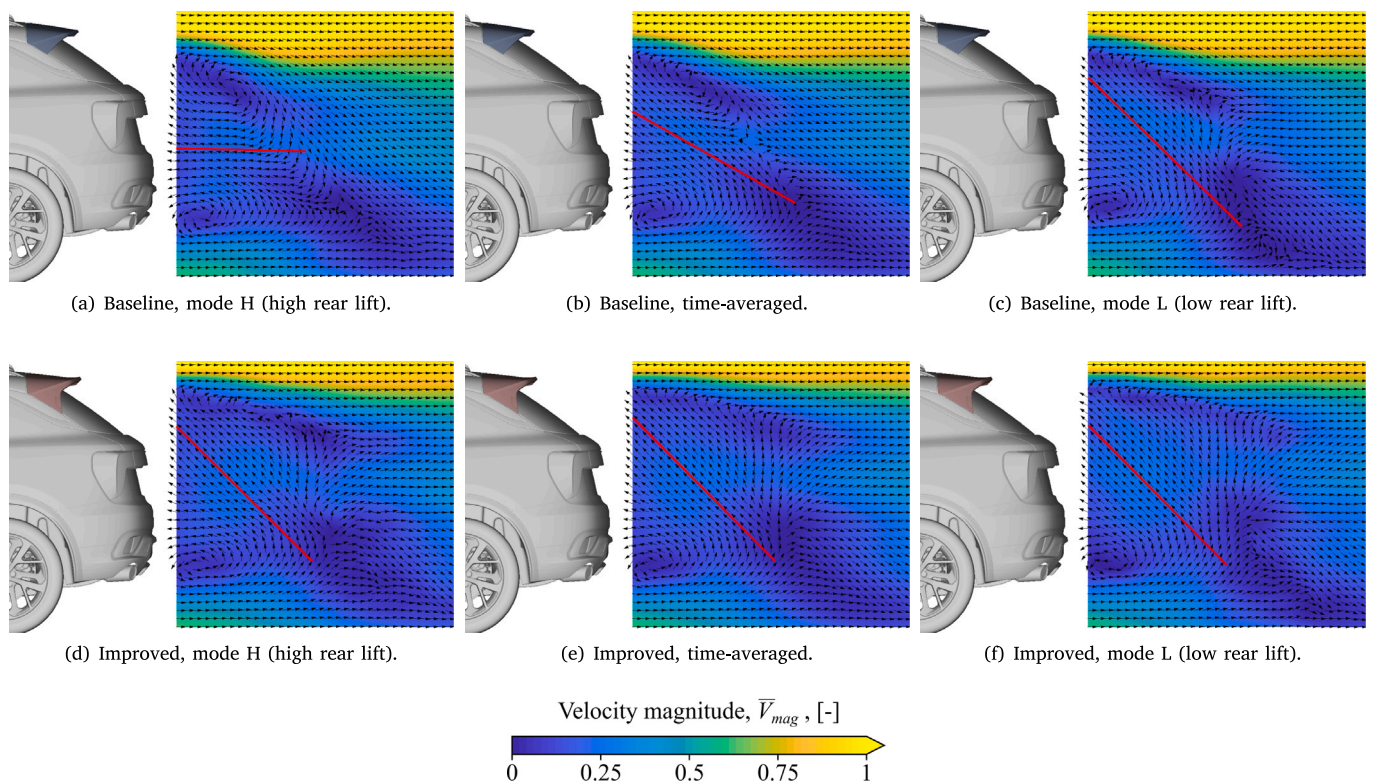 (a) Baseline, mode H (high rear lift).
(b) Baseline, time-averaged.
(c) Baseline, mode L (low rear lift).
(d) Improved, mode H (high rear lift).
(e) Improved, time-averaged.
(f) Improved, mode L (low rear lift).
Velocity magnitude, V̅mag , [-]
0 0.25 0.5 0.75 1